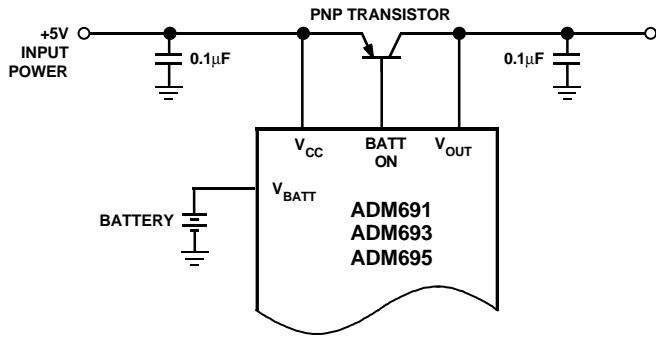 PNP TRANSISTOR
+5V
INPUT
POWER
0.1μF
0.1μF
VCC
BATT
ON
VOUT
VBATT
BATTERY
ADM691
ADM693
ADM695